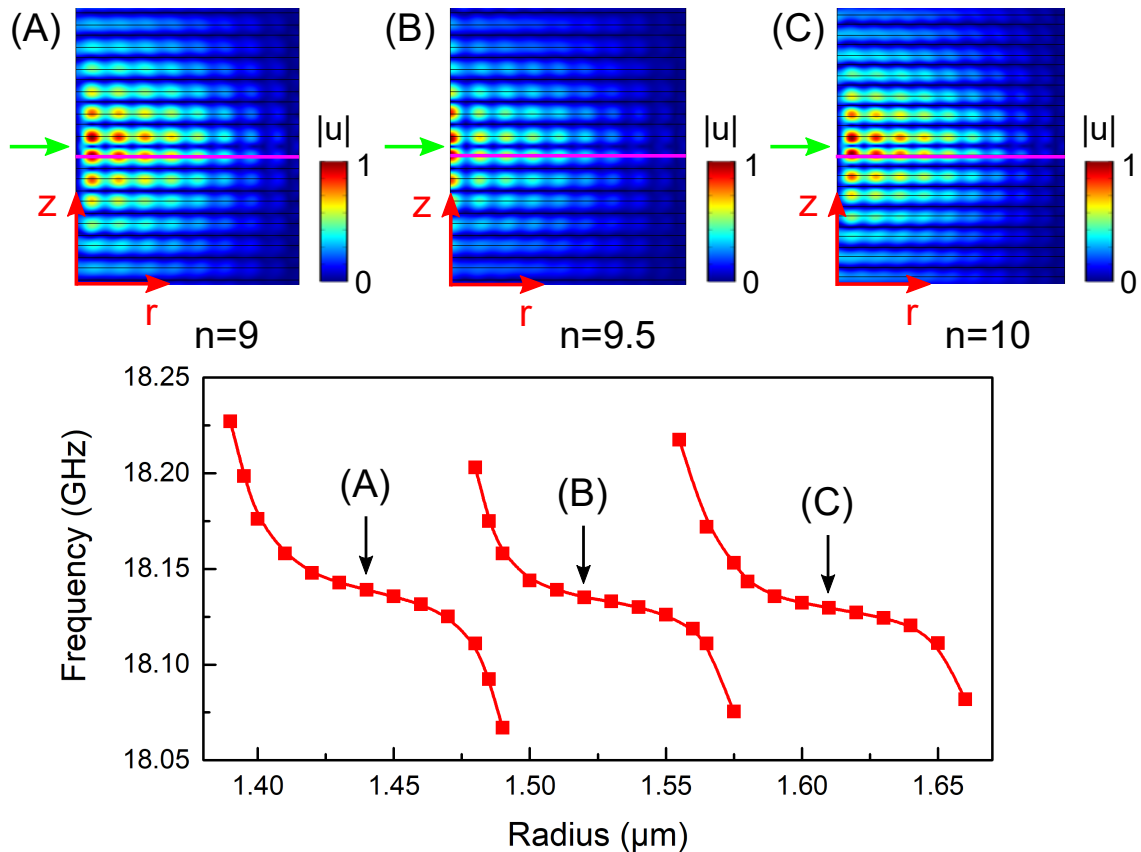 (A) (B) (C)
|u| |u| |u|
1 1 1
z z z
0 0 0
r r r
n=9 n=9.5 n=10
18.25
18.20
18.15
18.10
18.05
Frequency (GHz)
(A) (B) (C)
1.40 1.45 1.50 1.55 1.60 1.65
Radius (μm)